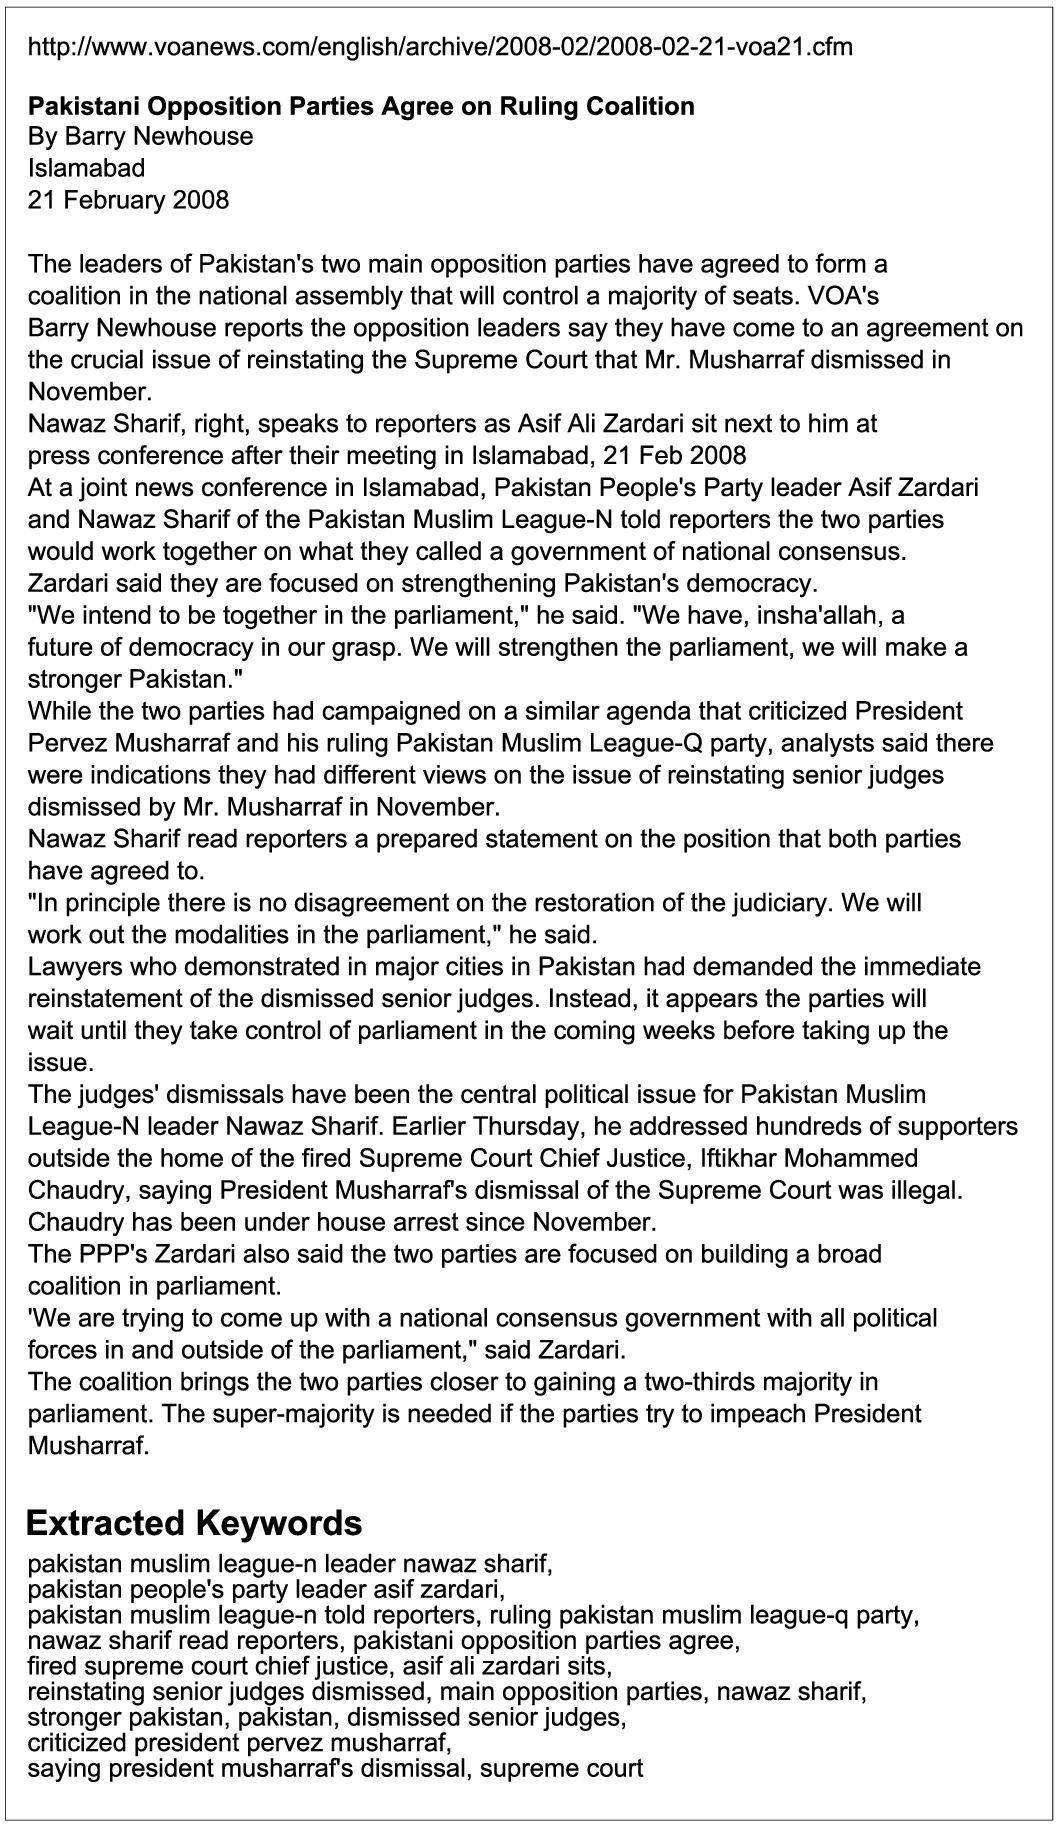 http://www.voanews.com/english/archive/2008-02/2008-02-21-voa21.cfm
Pakistani Opposition Parties Agree on Ruling Coalition
By Barry Newhouse
Islamabad
21 February 2008
The leaders of Pakistan's two main opposition parties have agreed to form a
coalition in the national assembly that will control a majority of seats. VOA's
Barry Newhouse reports the opposition leaders say they have come to an agreement on
the crucial issue of reinstating the Supreme Court that Mr. Musharraf dismissed in
November.
Nawaz Sharif, right, speaks to reporters as Asif Ali Zardari sit next to him at
press conference after their meeting in Islamabad, 21 Feb 2008
At a joint news conference in Islamabad, Pakistan People's Party leader Asif Zardari
and Nawaz Sharif of the Pakistan Muslim League-N told reporters the two parties
would work together on what they called a government of national consensus.
Zardari said they are focused on strengthening Pakistan's democracy.
"We intend to be together in the parliament," he said. "We have, insha'allah, a
future of democracy in our grasp. We will strengthen the parliament, we will make a
stronger Pakistan."
While the two parties had campaigned on a similar agenda that criticized President
Pervez Musharraf and his ruling Pakistan Muslim League-Q party, analysts said there
were indications they had different views on the issue of reinstating senior judges
dismissed by Mr. Musharraf in November.
Nawaz Sharif read reporters a prepared statement on the position that both parties
have agreed to.
"In principle there is no disagreement on the restoration of the judiciary. We will
work out the modalities in the parliament," he said.
Lawyers who demonstrated in major cities in Pakistan had demanded the immediate
reinstatement of the dismissed senior judges. Instead, it appears the parties will
wait until they take control of parliament in the coming weeks before taking up the
issue.
The judges' dismissals have been the central political issue for Pakistan Muslim
League-N leader Nawaz Sharif. Earlier Thursday, he addressed hundreds of supporters
outside the home of the fired Supreme Court Chief Justice, Iftikhar Mohammed
Chaudry, saying President Musharraf's dismissal of the Supreme Court was illegal.
Chaudry has been under house arrest since November.
The PPP's Zardari also said the two parties are focused on building a broad
coalition in parliament.
'We are trying to come up with a national consensus government with all political
forces in and outside of the parliament," said Zardari.
The coalition brings the two parties closer to gaining a two-thirds majority in
parliament. The super-majority is needed if the parties try to impeach President
Musharraf.
Extracted Keywords
pakistan muslim league-n leader nawaz sharif,
pakistan people's party leader asif zardari,
pakistan muslim league-n told reporters, ruling pakistan muslim league-q party,
nawaz sharif read reporters, pakistani opposition parties agree,
fired supreme court chief justice, asif ali zardari sits,
reinstating senior judges dismissed, main opposition parties, nawaz sharif,
stronger pakistan, pakistan, dismissed senior judges,
criticized president pervez musharraf,
saying president musharraf's dismissal, supreme court